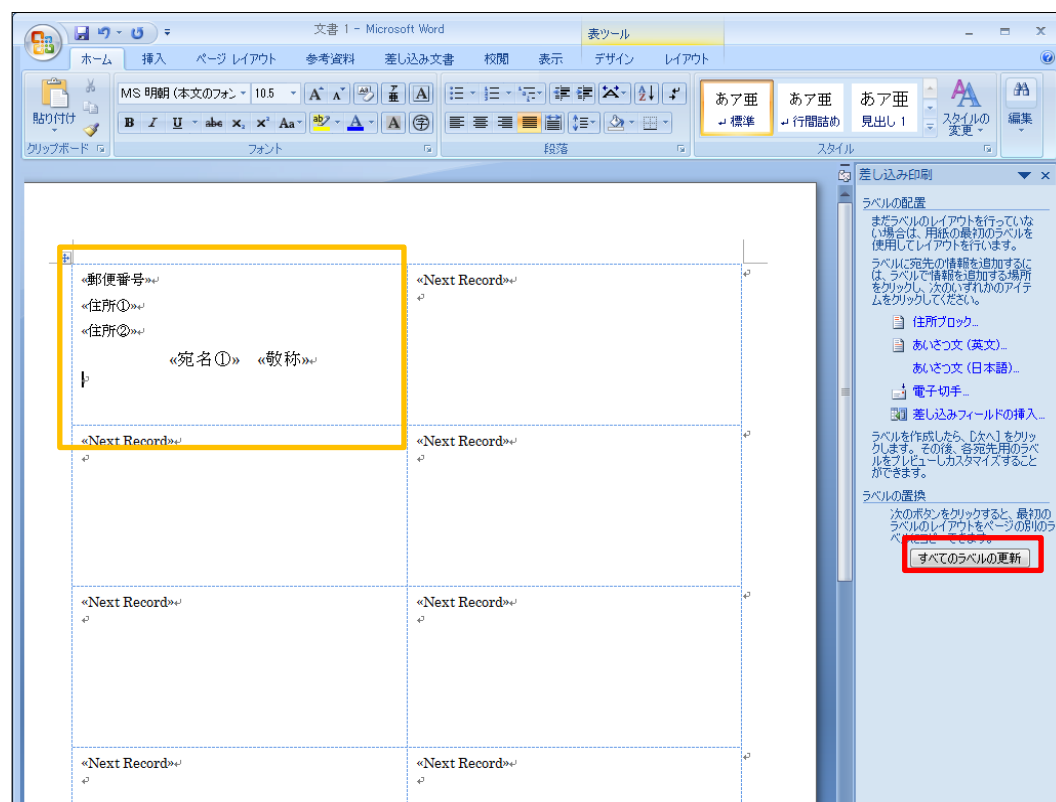 文書 1 - Microsoft Word
表ツール
ホーム 挿入 ページ レイアウト 参考資料 差し込み文書 校閲 表示 デザイン レイアウト
貼り付け
クリップボード
MS 明朝 (本文のフォン 10.5
B I U abe x₂ x² Aa
フォント
段落
あア亜 あア亜 あア亜
↵ 標準 ↵ 行間詰め 見出し 1
スタイルの
変更
スタイル
編集
«郵便番号»↵
«住所①»↵
«住所②»↵
«宛名①» «敬称»↵
«Next Record»↵
«Next Record»↵
«Next Record»↵
«Next Record»↵
«Next Record»↵
«Next Record»↵
«Next Record»↵
差し込み印刷
ラベルの配置
まだラベルのレイアウトを行っていな
い場合は、用紙の最初のラベルを
使用してレイアウトを行います。
ラベルに宛先の情報を追加するに
は、ラベルで情報を追加する場所
をクリックし、次のいずれかのアイテ
ムをクリックしてください。
住所ブロック...
あいさつ文 (英文)...
あいさつ文 (日本語)...
電子切手...
差し込みフィールドの挿入...
ラベルを作成したら、[次へ] をクリッ
クします。その後、各宛先用のラベ
ルをプレビューしカスタマイズすること
ができます。
ラベルの置換
次のボタンをクリックすると、最初の
ラベルのレイアウトをページの別のラ
ベルにコピーできます。
すべてのラベルの更新